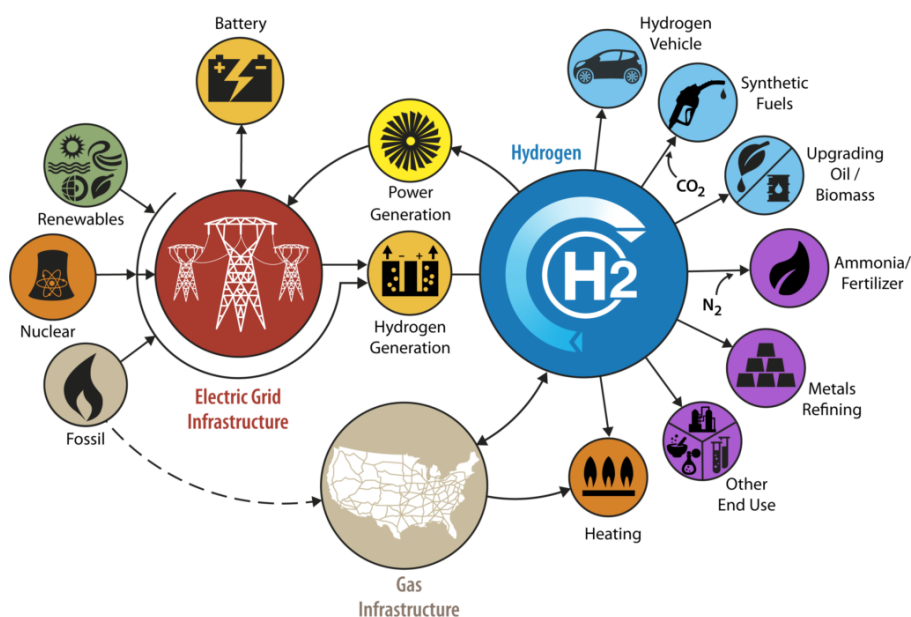 Battery
Hydrogen
Vehicle
Synthetic
Fuels
Hydrogen
Upgrading
Oil /
Biomass
CO₂
Renewables
Power
Generation
H2
Ammonia/
Fertilizer
N₂
Nuclear
- +
Hydrogen
Generation
Metals
Refining
Electric Grid
Infrastructure
Fossil
Other
End Use
Heating
Gas
Infrastructure